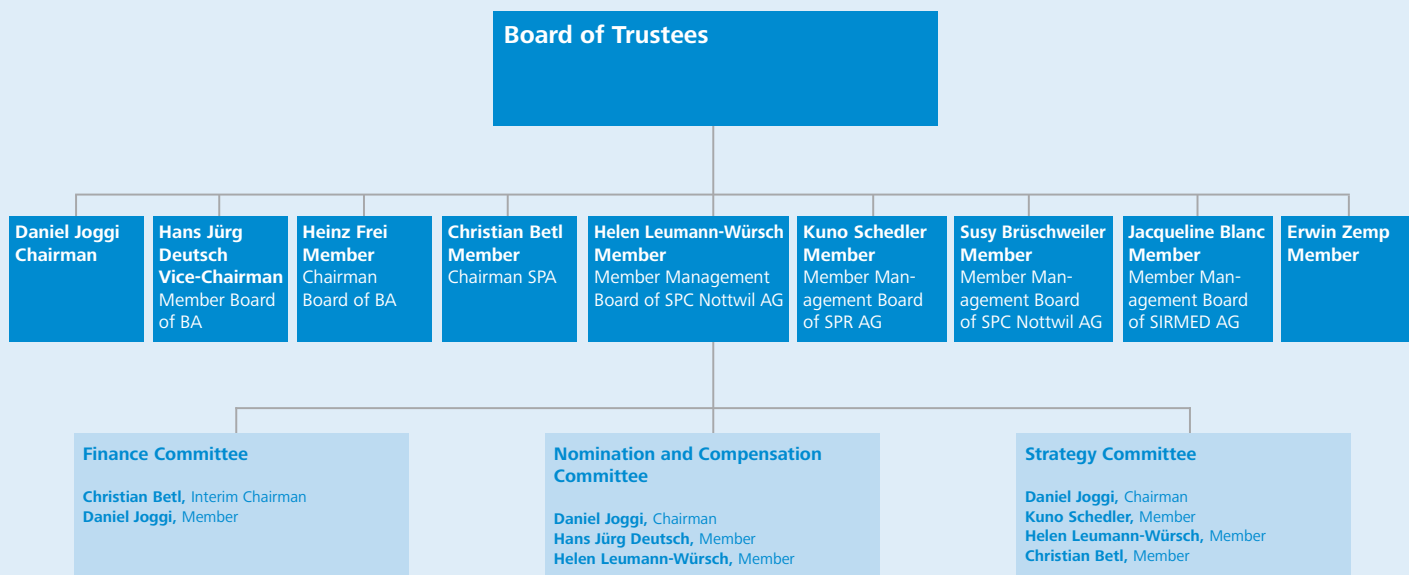 Board of Trustees
Daniel Joggi
Chairman
Hans Jürg
Deutsch
Vice-Chairman
Member Board
of BA
Heinz Frei
Member
Chairman
Board of BA
Christian Betl
Member
Chairman SPA
Helen Leumann-Würsch
Member
Member Management
Board of SPC Nottwil AG
Kuno Schedler
Member
Member Man-
agement Board
of SPR AG
Susy Brüschweiler
Member
Member Man-
agement Board
of SPC Nottwil AG
Jacqueline Blanc
Member
Member Man-
agement Board
of SIRMED AG
Erwin Zemp
Member
Finance Committee
Christian Betl, Interim Chairman
Daniel Joggi, Member
Nomination and Compensation
Committee
Daniel Joggi, Chairman
Hans Jürg Deutsch, Member
Helen Leumann-Würsch, Member
Strategy Committee
Daniel Joggi, Chairman
Kuno Schedler, Member
Helen Leumann-Würsch, Member
Christian Betl, Member